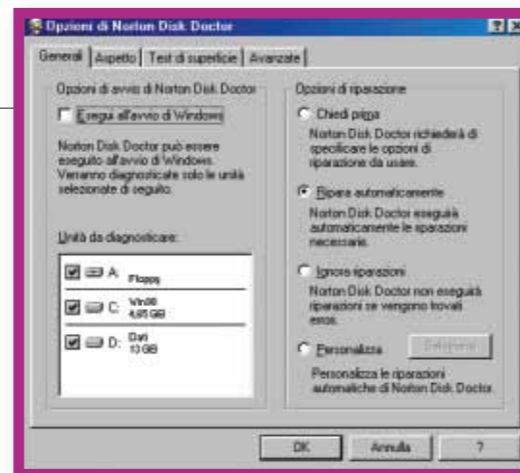 Opzioni di Norton Disk Doctor
Generali Aspetto Test di superficie Avanzate
Opzioni di avvio di Norton Disk Doctor
Esegui all'avvio di Windows
Norton Disk Doctor può essere
eseguito all'avvio di Windows.
Verranno diagnosticate solo le unità
selezionate di seguito.
Unità da diagnosticare:
A: Floppy
C: Win98
4,85 GB
D: Dati
13 GB
Opzioni di riparazione
Chiedi prima
Norton Disk Doctor richiederà di
specificare le opzioni di
riparazione da usare.
Ripara automaticamente
Norton Disk Doctor eseguirà
automaticamente le riparazioni
necessarie.
Ignora riparazioni
Norton Disk Doctor non eseguirà
riparazioni se vengono trovati
errori.
Personalizza
Personalizza le riparazioni
automatiche di Norton Disk Doctor.
OK Annulla ?